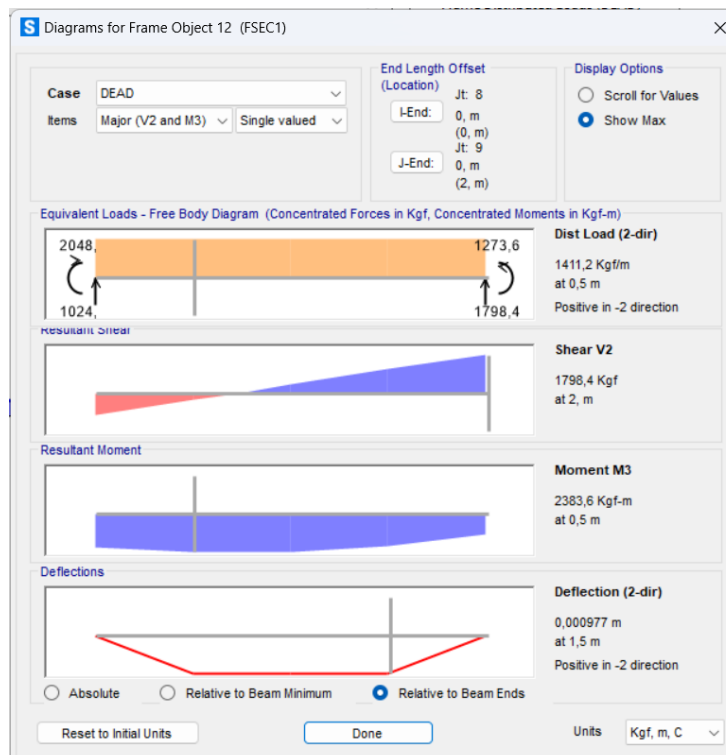 Diagrams for Frame Object 12 (FSEC1)
Case DEAD
Items Major (V2 and M3) Single valued
End Length Offset
(Location)
I-End: Jt: 8
0, m
(0, m)
J-End: Jt: 9
0, m
(2, m)
Display Options
Scroll for Values
Show Max
Equivalent Loads - Free Body Diagram (Concentrated Forces in Kgf, Concentrated Moments in Kgf-m)
2048, 1273,6
1024, 1798,4
Dist Load (2-dir)
1411,2 Kgf/m
at 0,5 m
Positive in -2 direction
Resultant Shear
Shear V2
1798,4 Kgf
at 2, m
Resultant Moment
Moment M3
2383,6 Kgf-m
at 0,5 m
Deflections
Deflection (2-dir)
0,000977 m
at 1,5 m
Positive in -2 direction
Absolute Relative to Beam Minimum Relative to Beam Ends
Reset to Initial Units Done Units Kgf, m, C